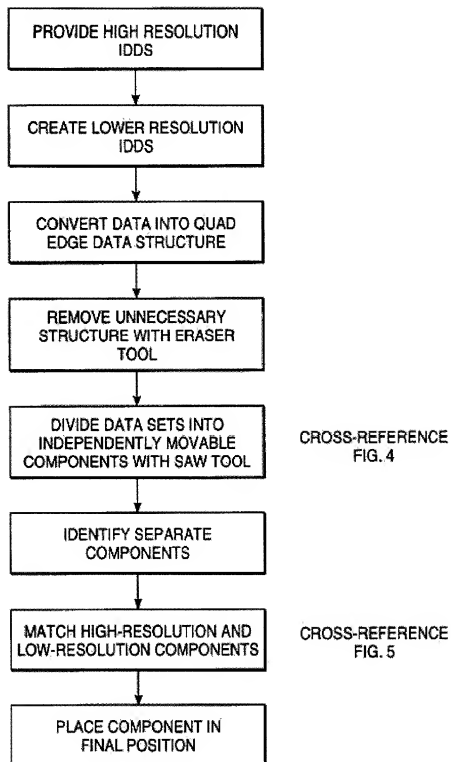 PROVIDE HIGH RESOLUTION
IDDS
CREATE LOWER RESOLUTION
IDDS
CONVERT DATA INTO QUAD
EDGE DATA STRUCTURE
REMOVE UNNECESSARY
STRUCTURE WITH ERASER
TOOL
DIVIDE DATA SETS INTO
INDEPENDENTLY MOVABLE
COMPONENTS WITH SAW TOOL
CROSS-REFERENCE
FIG. 4
IDENTIFY SEPARATE
COMPONENTS
MATCH HIGH-RESOLUTION AND
LOW-RESOLUTION COMPONENTS
CROSS-REFERENCE
FIG. 5
PLACE COMPONENT IN
FINAL POSITION